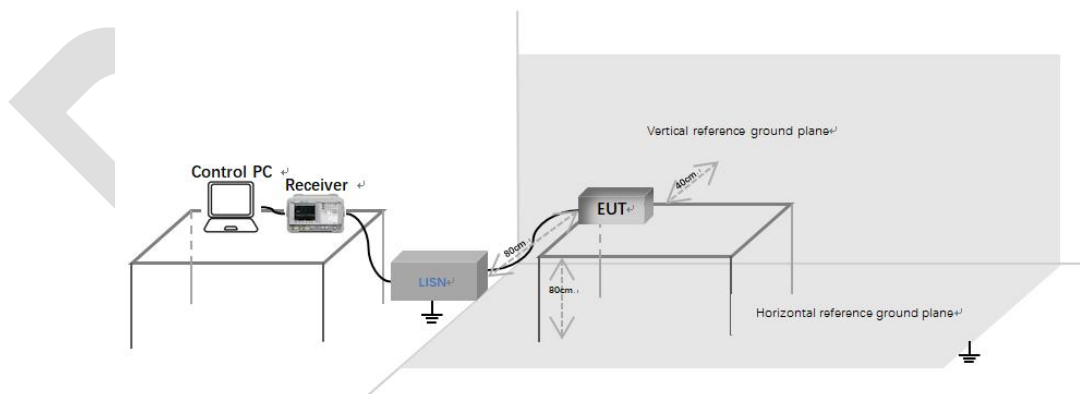 Vertical reference ground plane↵
Control PC ↵
Receiver ↵
40cm.
EUT↵
80cm.
LISN↵
80cm.
Horizontal reference ground plane↵